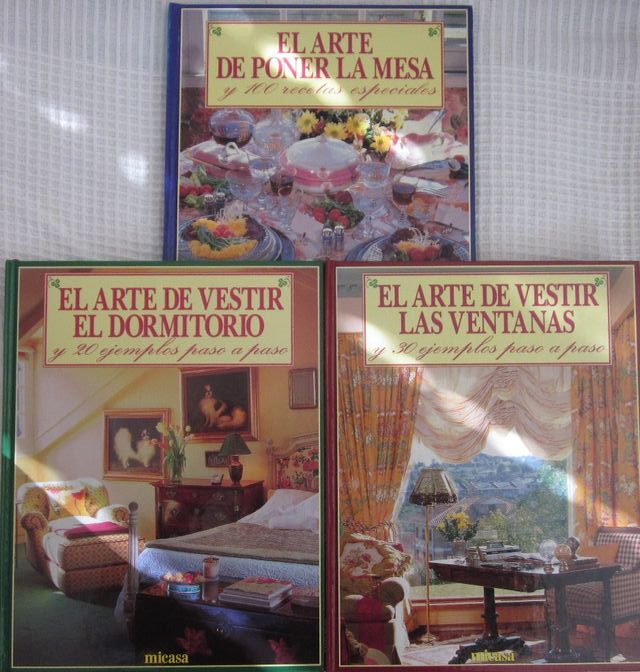 EL ARTE
DE PONER LA MESA
y 100 recetas especiales
EL ARTE DE VESTIR
EL DORMITORIO
y 20 ejemplos paso a paso
micasa
EL ARTE DE VESTIR
LAS VENTANAS
y 30 ejemplos paso a paso
micasa